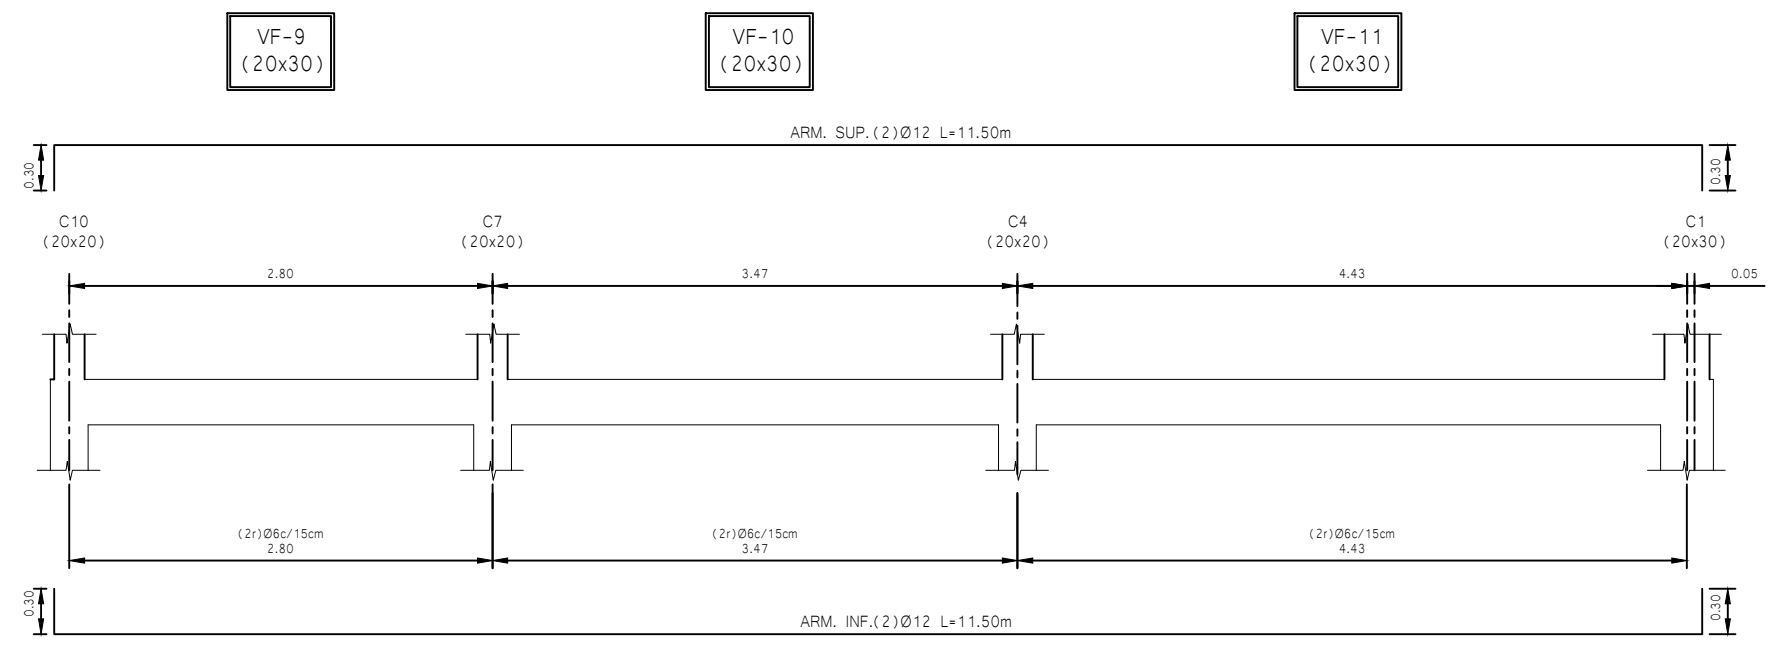 VF-9
(20x30)
VF-10
(20x30)
VF-11
(20x30)
ARM. SUP.(2)Ø12 L=11.50m
0.30
0.30
C10
(20x20)
C7
(20x20)
C4
(20x20)
C1
(20x30)
2.80
3.47
4.43
0.05
(2r)Ø6c/15cm
2.80
(2r)Ø6c/15cm
3.47
(2r)Ø6c/15cm
4.43
0.30
0.30
ARM. INF.(2)Ø12 L=11.50m